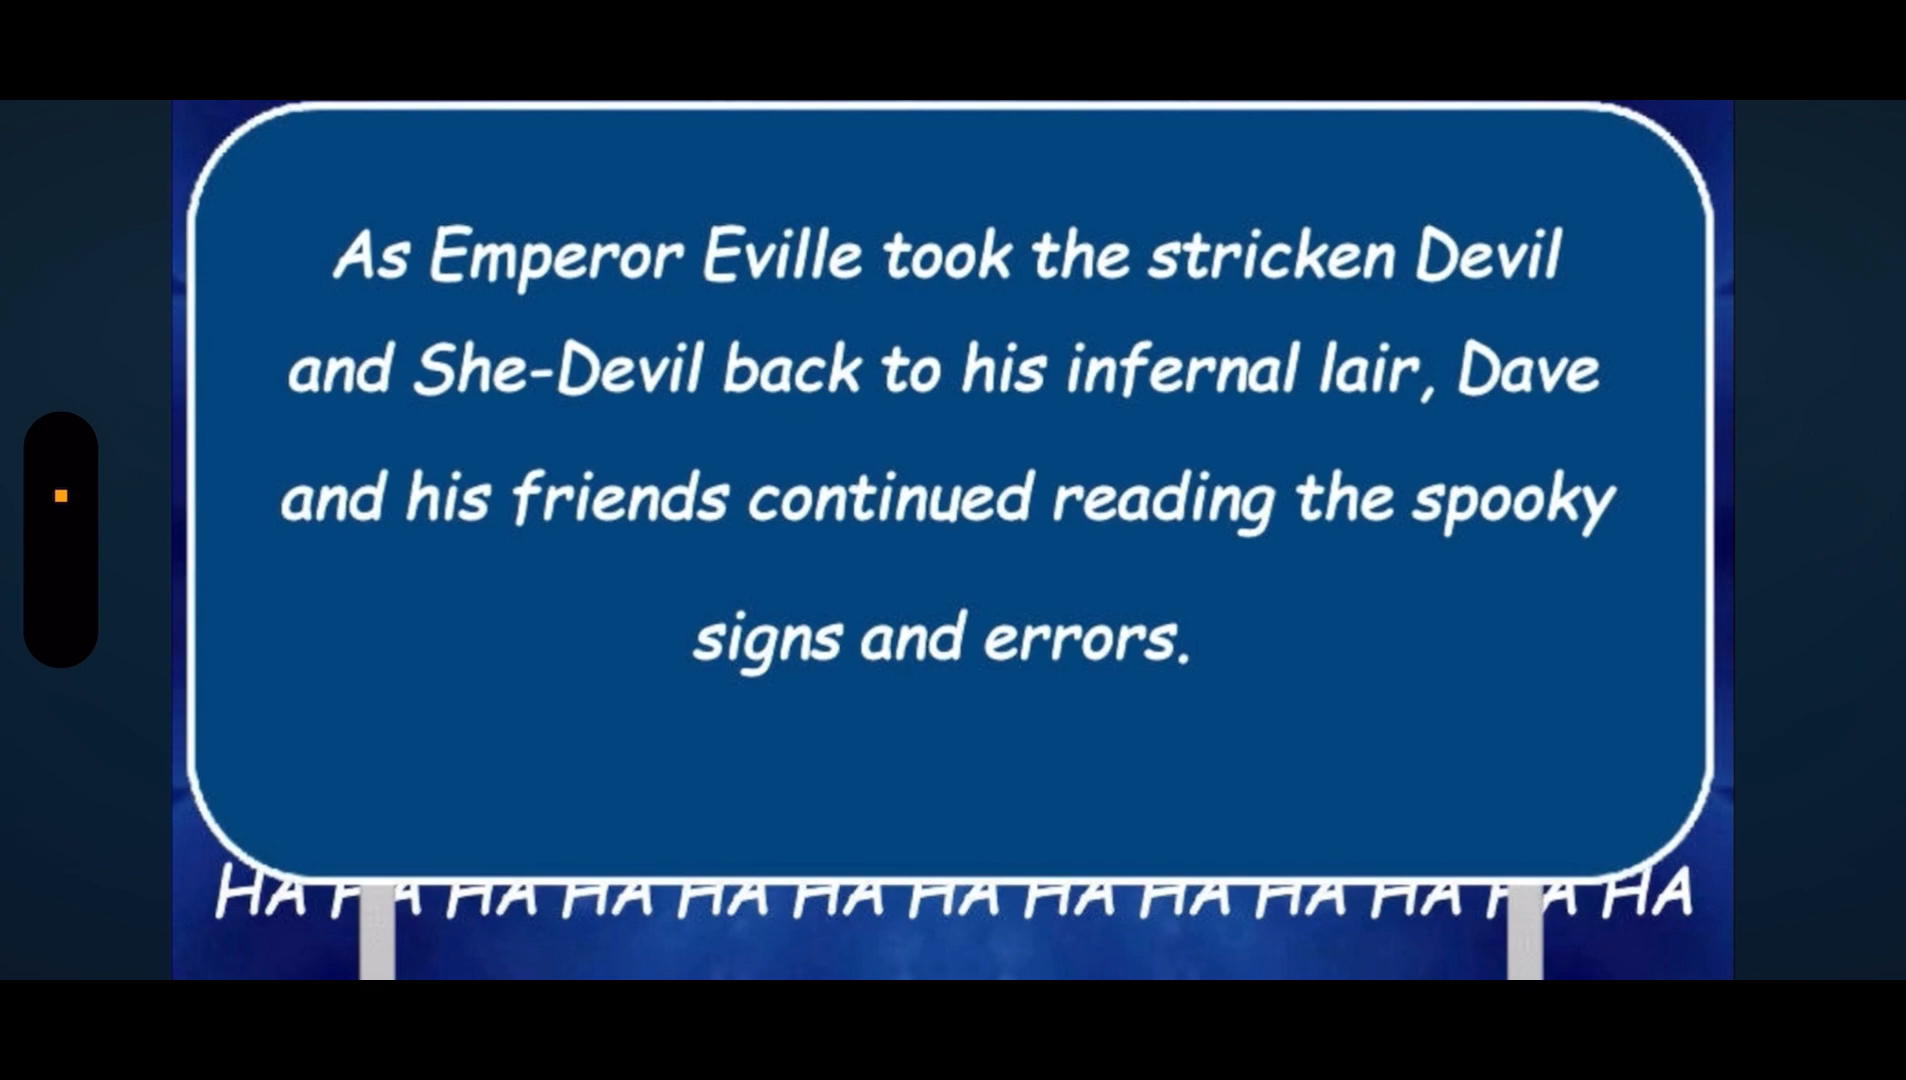 As Emperor Eville took the stricken Devil
and She-Devil back to his infernal lair, Dave
and his friends continued reading the spooky
signs and errors.
HA HA HA HA HA HA HA HA HA HA HA HA HA